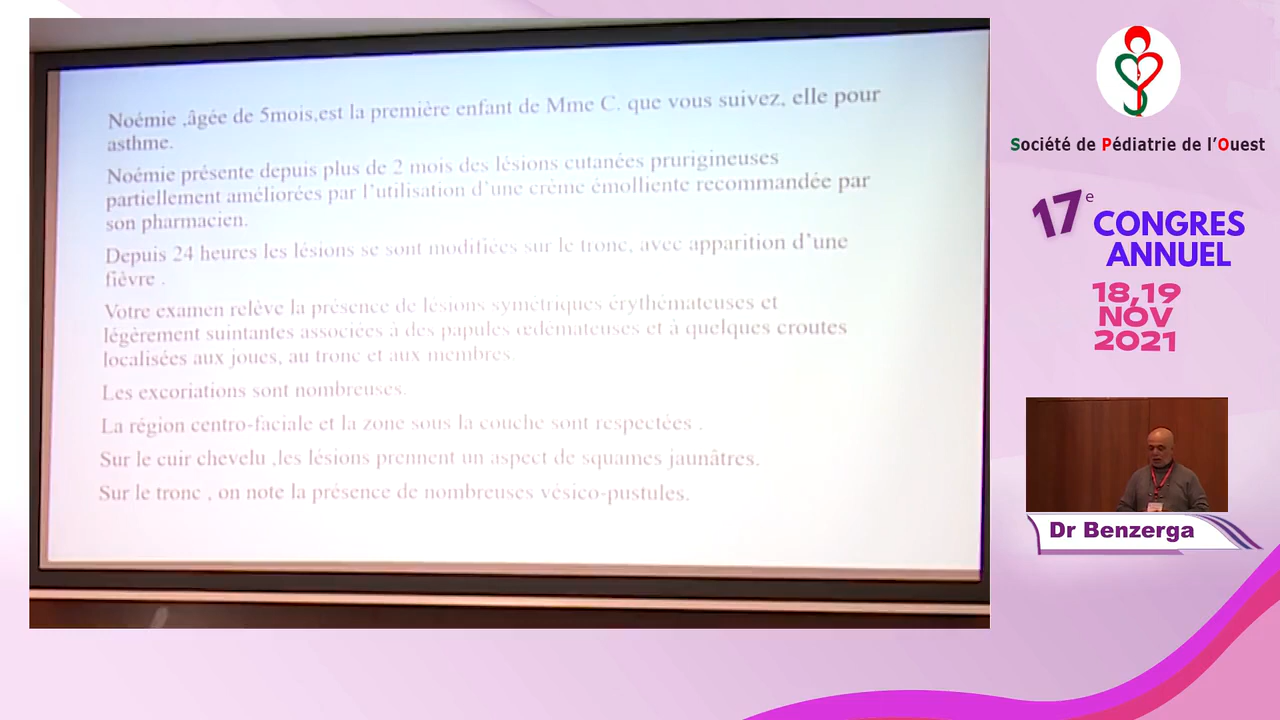 Noémie ,âgée de 5mois,est la première enfant de Mme C. que vous suivez, elle pour
asthme.
Noémie présente depuis plus de 2 mois des lésions cutanées prurigineuses
partiellement améliorées par l'utilisation d'une crème émolliente recommandée par
son pharmacien.
Depuis 24 heures les lésions se sont modifiées sur le tronc, avec apparition d'une
fièvre .
Votre examen relève la présence de lésions symétriques érythémateuses et
légèrement suintantes associées à des papules œdémateuses et à quelques croutes
localisées aux joues, au tronc et aux membres.
Les excoriations sont nombreuses.
La région centro-faciale et la zone sous la couche sont respectées .
Sur le cuir chevelu ,les lésions prennent un aspect de squames jaunâtres.
Sur le tronc , on note la présence de nombreuses vésico-pustules.
Société de Pédiatrie de l'Ouest
17e
CONGRES
ANNUEL
18,19
NOV
2021
Dr Benzerga